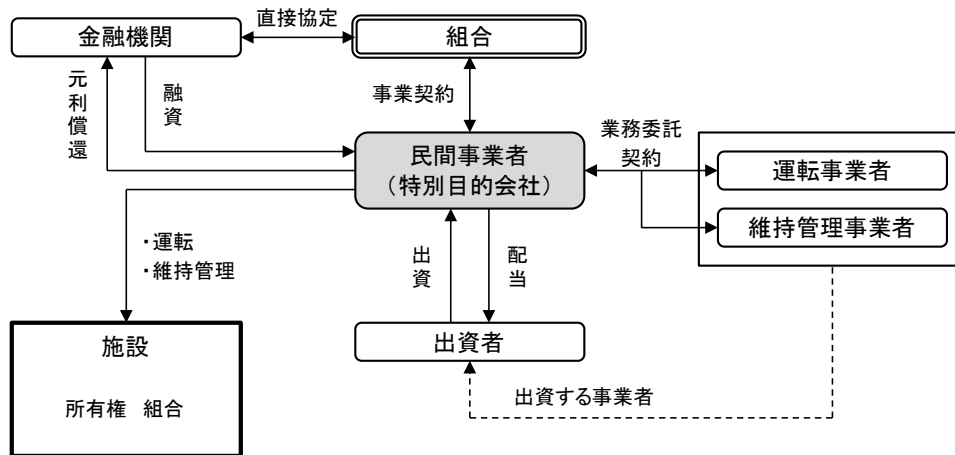 直接協定
金融機関
組合
元利償還
融資
事業契約
業務委託
契約
民間事業者
(特別目的会社)
運転事業者
維持管理事業者
・運転
・維持管理
出資
配当
施設
出資者
所有権 組合
出資する事業者